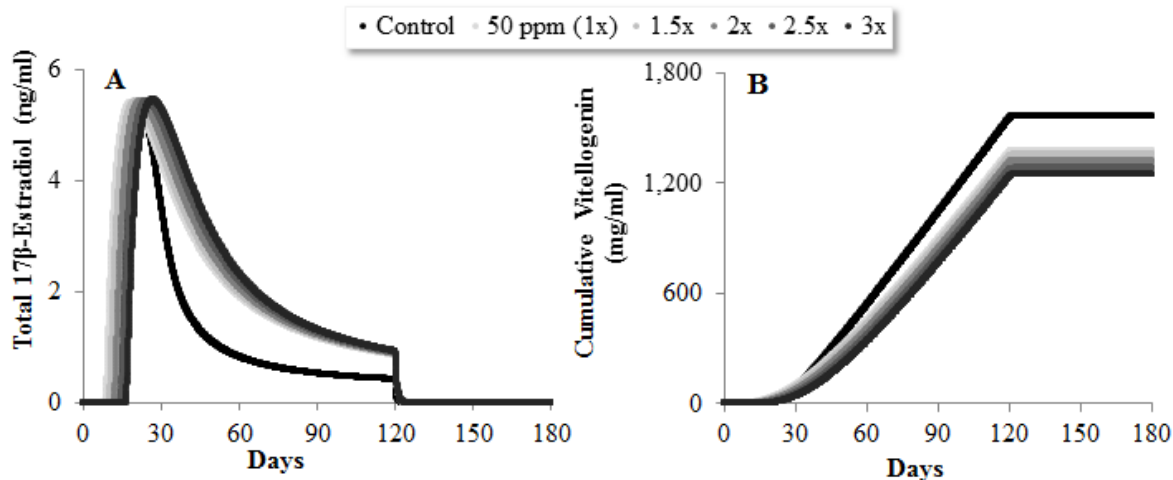 • Control • 50 ppm (1x) • 1.5x • 2x • 2.5x • 3x
A
Total 17β-Estradiol (ng/ml)
6
4
2
0
0 30 60 90 120 150 180
Days
B
Cumulative Vitellogenin
(mg/ml)
1,800
1,200
600
0
0 30 60 90 120 150 180
Days